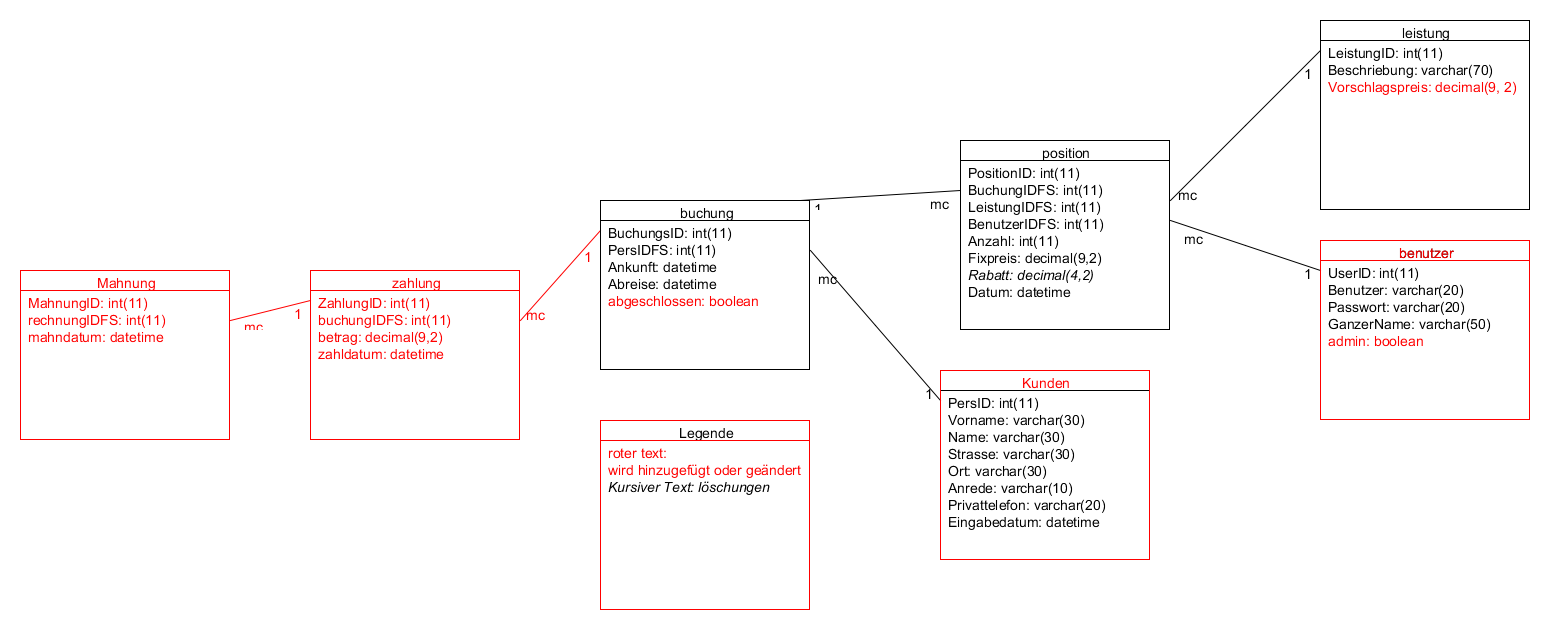 leistung
LeistungID: int(11)
Beschriebung: varchar(70)
Vorschlagspreis: decimal(9, 2)
1
position
PositionID: int(11)
BuchungIDFS: int(11)
LeistungIDFS: int(11)
BenutzerIDFS: int(11)
Anzahl: int(11)
Fixpreis: decimal(9,2)
Rabatt: decimal(4,2)
Datum: datetime
mc
mc
mc
1
benutzer
UserID: int(11)
Benutzer: varchar(20)
Passwort: varchar(20)
GanzerName: varchar(50)
admin: boolean
1
buchung
BuchungsID: int(11)
PersIDFS: int(11)
Ankunft: datetime
Abreise: datetime
abgeschlossen: boolean
1
mc
Mahnung
MahnungID: int(11)
rechnungIDFS: int(11)
mahndatum: datetime
mc
1
zahlung
ZahlungID: int(11)
buchungIDFS: int(11)
betrag: decimal(9,2)
zahldatum: datetime
mc
1
Kunden
PersID: int(11)
Vorname: varchar(30)
Name: varchar(30)
Strasse: varchar(30)
Ort: varchar(30)
Anrede: varchar(10)
Privattelefon: varchar(20)
Eingabedatum: datetime
Legende
roter text:
wird hinzugefügt oder geändert
Kursiver Text: löschungen